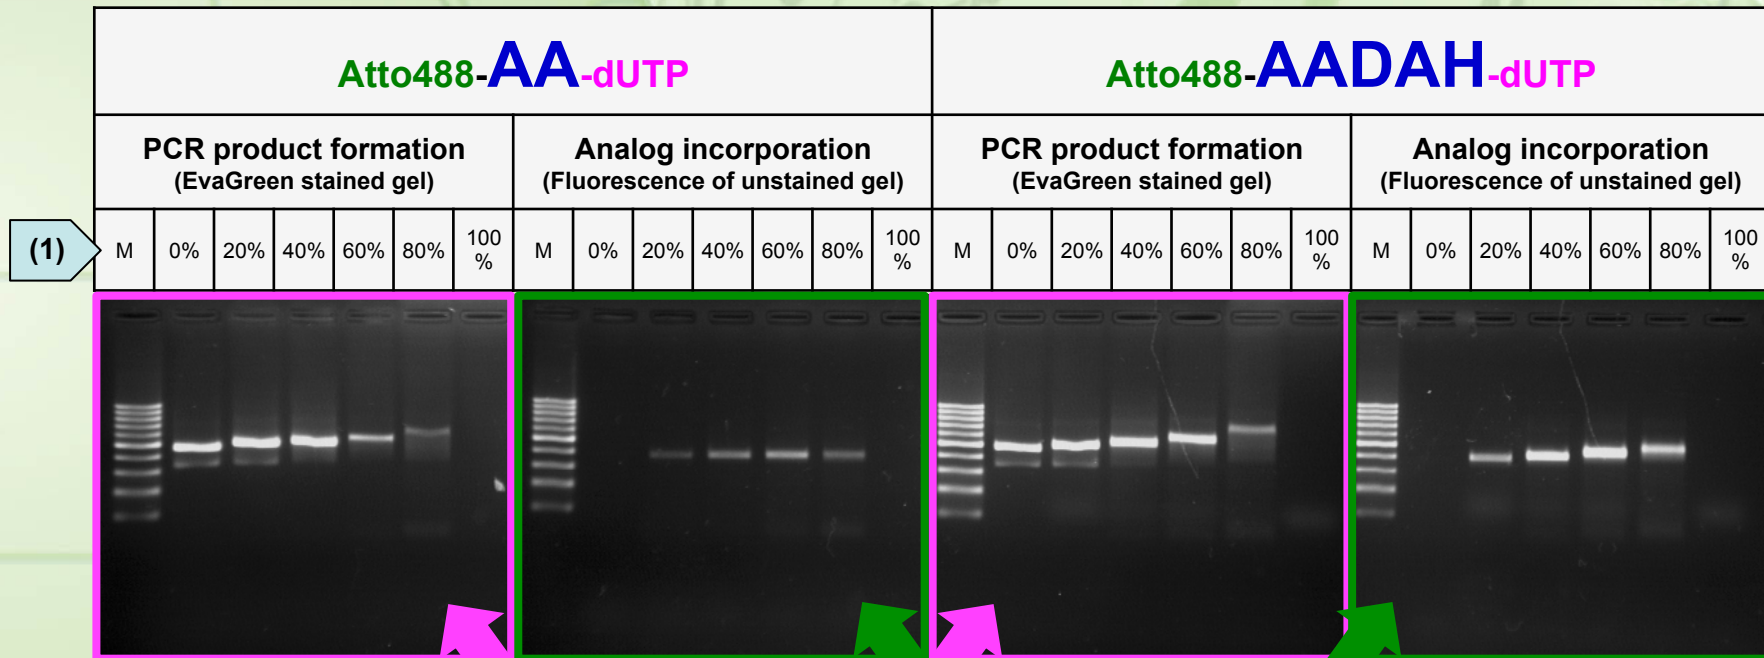 Atto488-AA-dUTP
Atto488-AADAH-dUTP
PCR product formation
(EvaGreen stained gel)
Analog incorporation
(Fluorescence of unstained gel)
PCR product formation
(EvaGreen stained gel)
Analog incorporation
(Fluorescence of unstained gel)
(1)
M 0% 20% 40% 60% 80% 100
%
M 0% 20% 40% 60% 80% 100
%
M 0% 20% 40% 60% 80% 100
%
M 0% 20% 40% 60% 80% 100
%